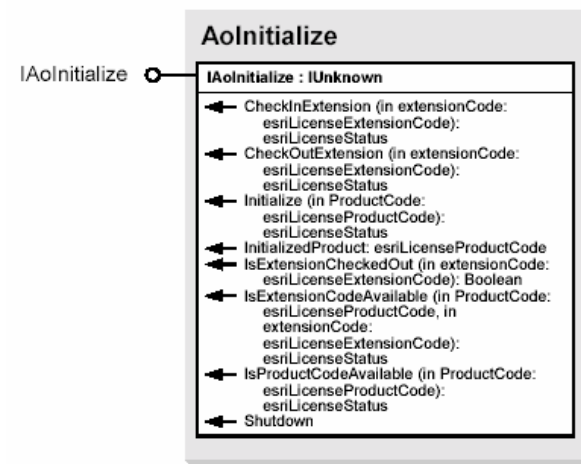 AoInitialize
IAoInitialize
IAoInitialize : IUnknown
CheckInExtension (in extensionCode:
esriLicenseExtensionCode):
esriLicenseStatus
CheckOutExtension (in extensionCode:
esriLicenseExtensionCode):
esriLicenseStatus
Initialize (in ProductCode:
esriLicenseProductCode):
esriLicenseStatus
InitializedProduct: esriLicenseProductCode
IsExtensionCheckedOut (in extensionCode:
esriLicenseExtensionCode): Boolean
IsExtensionCodeAvailable (in ProductCode:
esriLicenseProductCode, in
extensionCode:
esriLicenseExtensionCode):
esriLicenseStatus
IsProductCodeAvailable (in ProductCode:
esriLicenseProductCode):
esriLicenseStatus
Shutdown